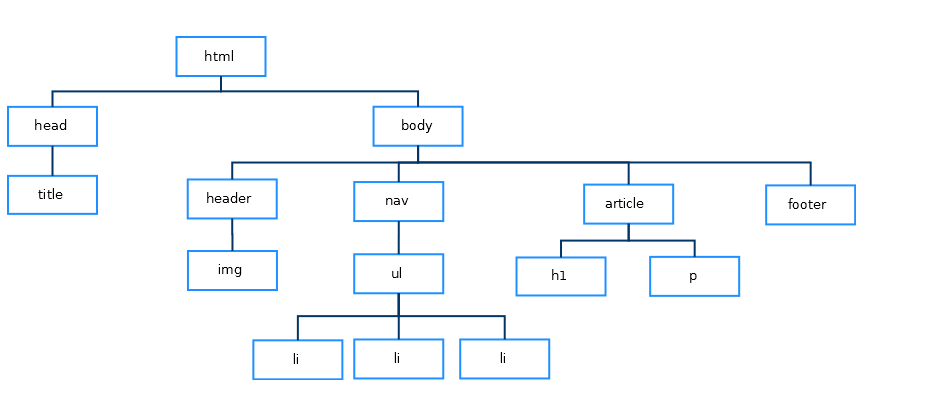 html
head
body
title
header
nav
article
footer
img
ul
h1
p
li
li
li